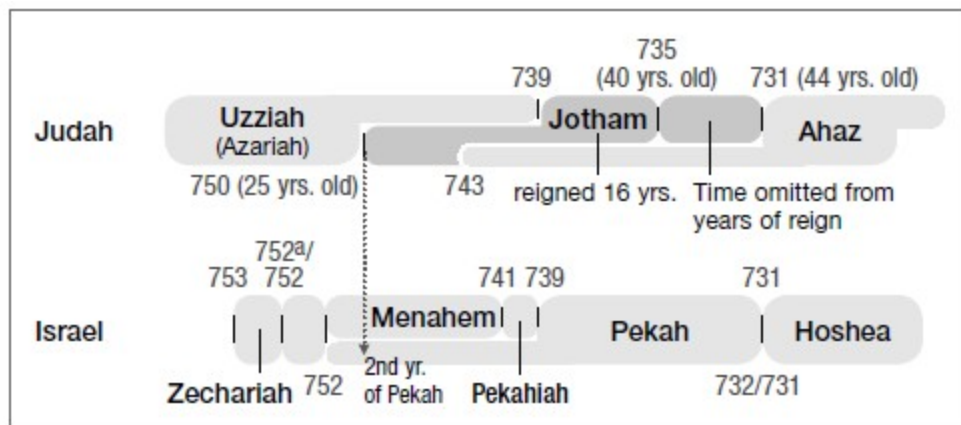 735
739 (40 yrs. old) 731 (44 yrs. old)
Judah Uzziah Jotham Ahaz
(Azariah)
750 (25 yrs. old) 743 reigned 16 yrs. Time omitted from
years of reign
752a/
753 752 741 739 731
Israel Menahem Pekah Hoshea
2nd yr.
Zechariah 752 of Pekah Pekahiah 732/731